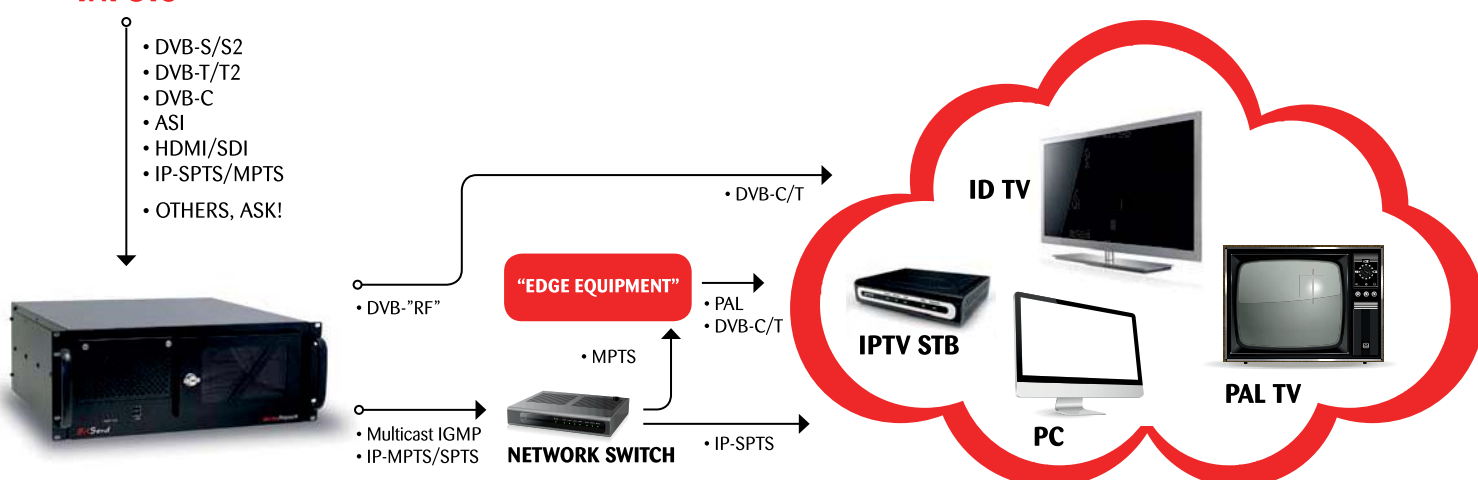 • DVB-S/S2
• DVB-T/T2
• DVB-C
• ASI
• HDMI/SDI
• IP-SPTS/MPTS
• OTHERS, ASK!
• DVB-C/T
• DVB-"RF"
“EDGE EQUIPMENT”
• PAL
• DVB-C/T
• MPTS
• Multicast IGMP
• IP-MPTS/SPTS
NETWORK SWITCH
• IP-SPTS
ID TV
IPTV STB
PC
PAL TV